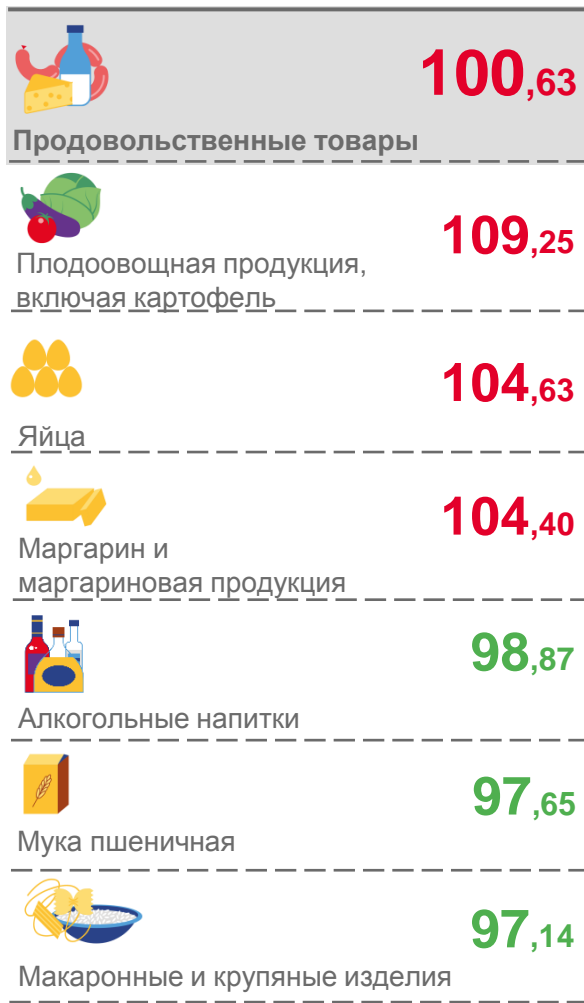 100,63
Продовольственные товары
109,25
Плодоовощная продукция,
включая картофель
104,63
Яйца
104,40
Маргарин и
маргариновая продукция
98,87
Алкогольные напитки
97,65
Мука пшеничная
97,14
Макаронные и крупяные изделия